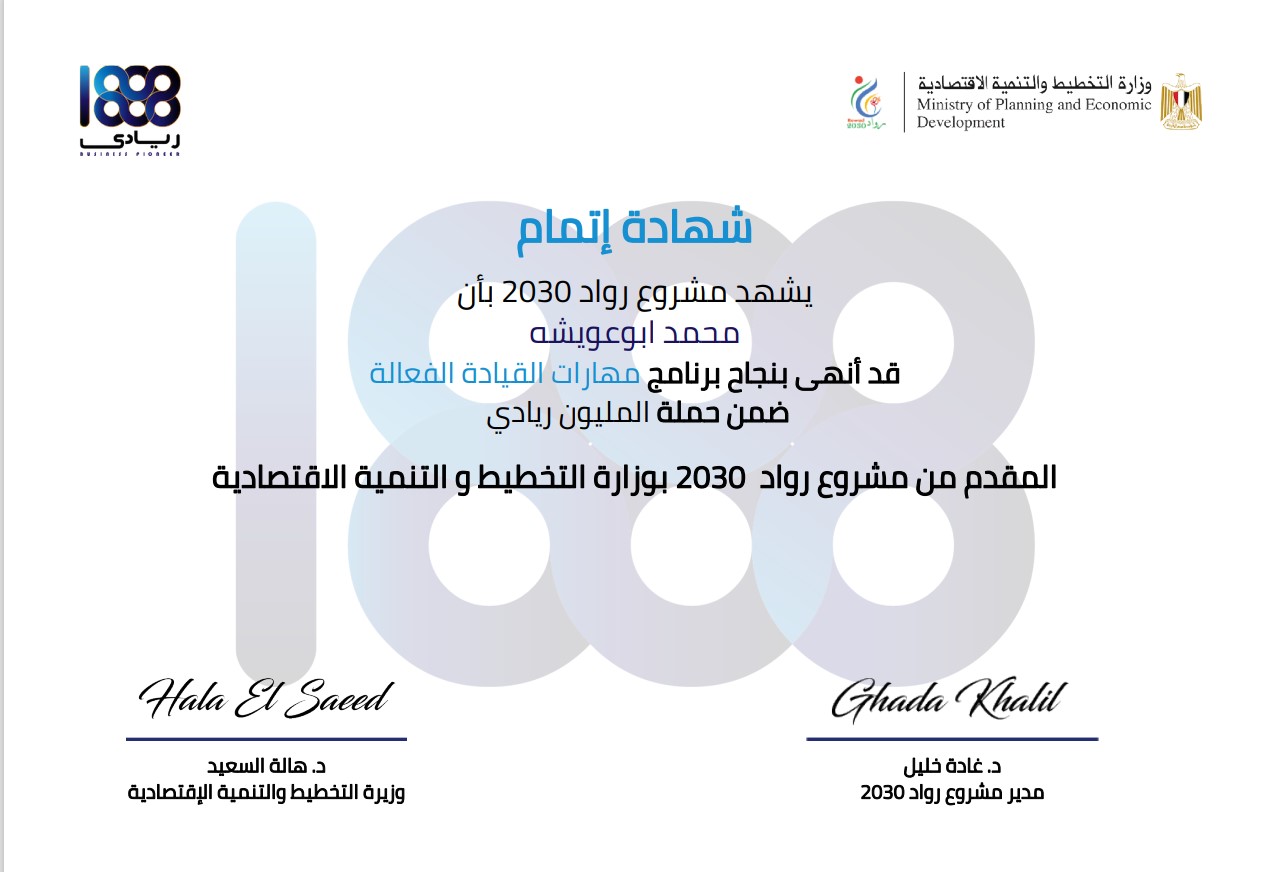 1888
ريادي
BUSINESS PIONEER
وزارة التخطيط والتنمية الاقتصادية
Ministry of Planning and Economic
Development
Rowad
2030 رواد
شهادة إتمام
يشهد مشروع رواد 2030 بأن
محمد ابوعويشه
قد أنهى بنجاح برنامج مهارات القيادة الفعالة
ضمن حملة المليون ريادي
المقدم من مشروع رواد 2030 بوزارة التخطيط و التنمية الاقتصادية
Ghada Khalil
د. غادة خليل
مدير مشروع رواد 2030
Hala El Saeed
د. هالة السعيد
وزيرة التخطيط والتنمية الإقتصادية